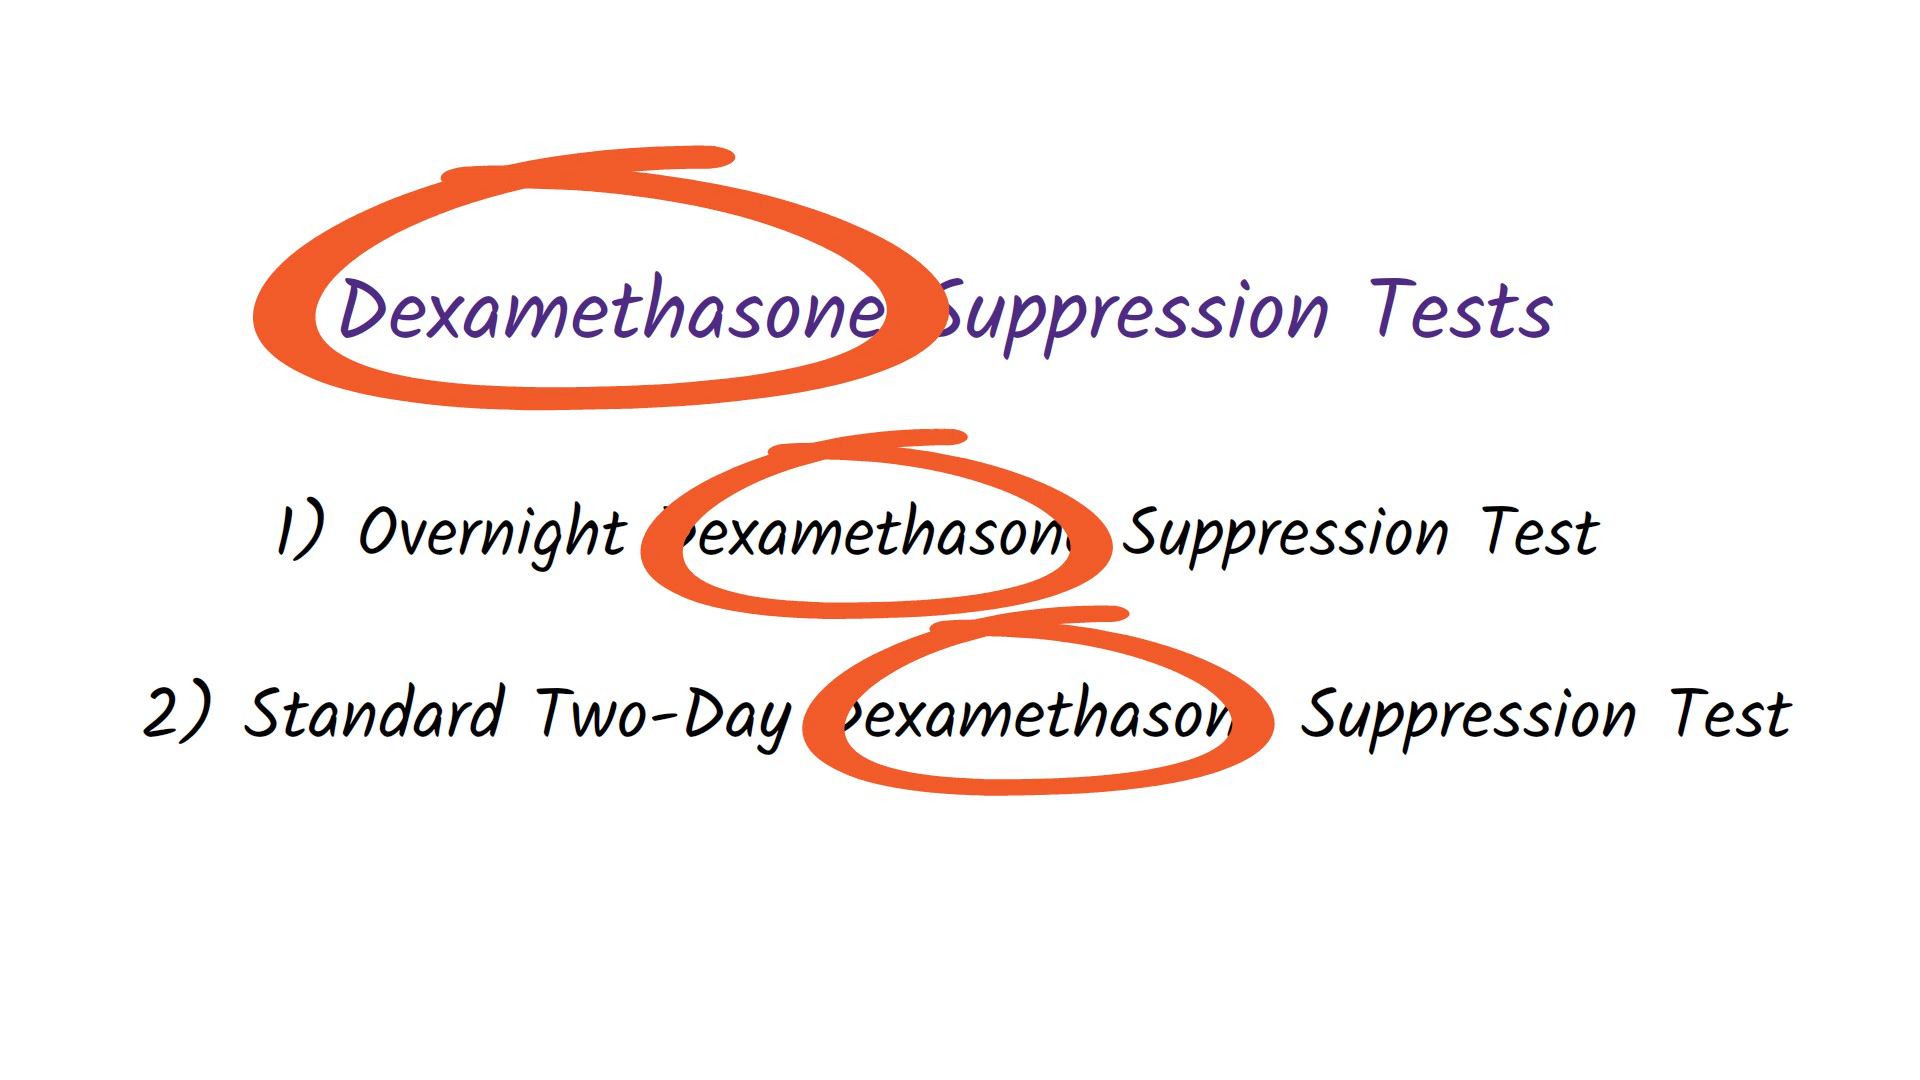 Dexamethasone Suppression Tests
1) Overnight Dexamethasone Suppression Test
2) Standard Two-Day Dexamethasone Suppression Test